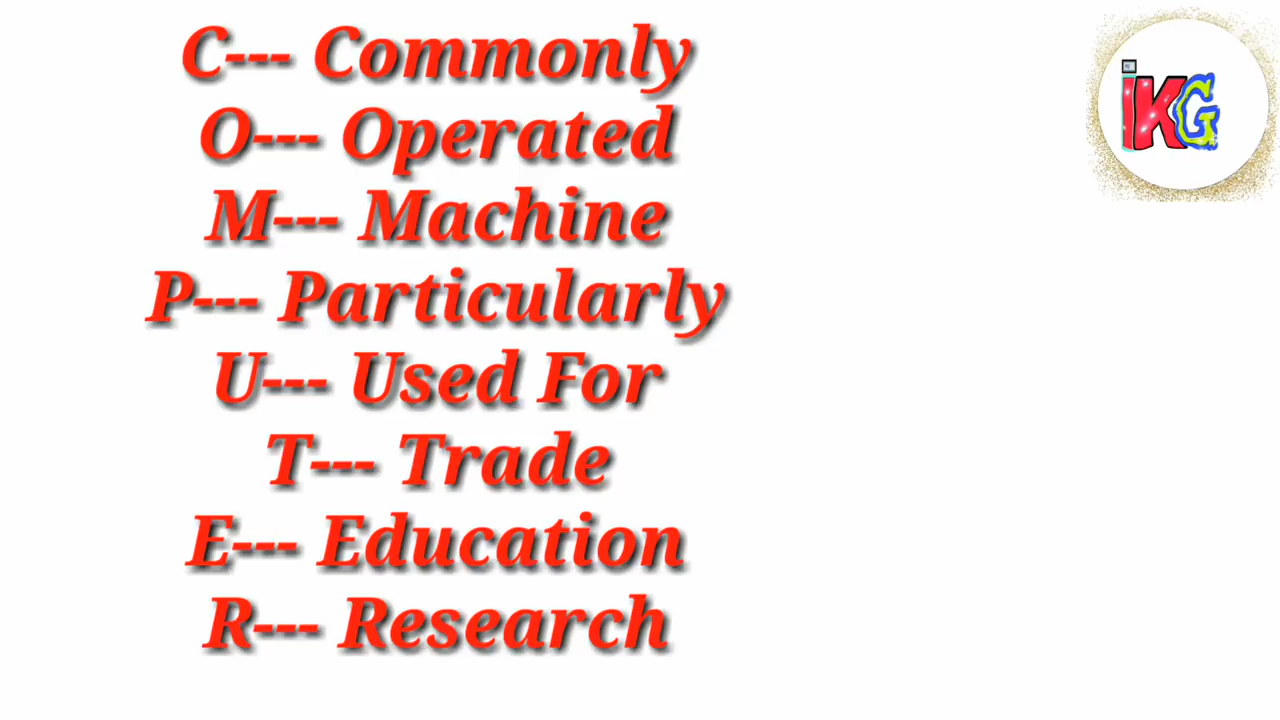 C--- Commonly
O--- Operated
M--- Machine
P--- Particularly
U--- Used For
T--- Trade
E--- Education
R--- Research
iKG